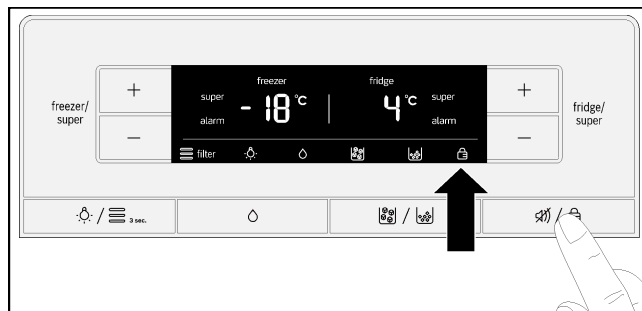 freezer/
super
+
−
freezer
super
alarm
- 18 °C
fridge
4 °C
super
alarm
filter
+
−
fridge/
super
/ 3 sec.
/
/